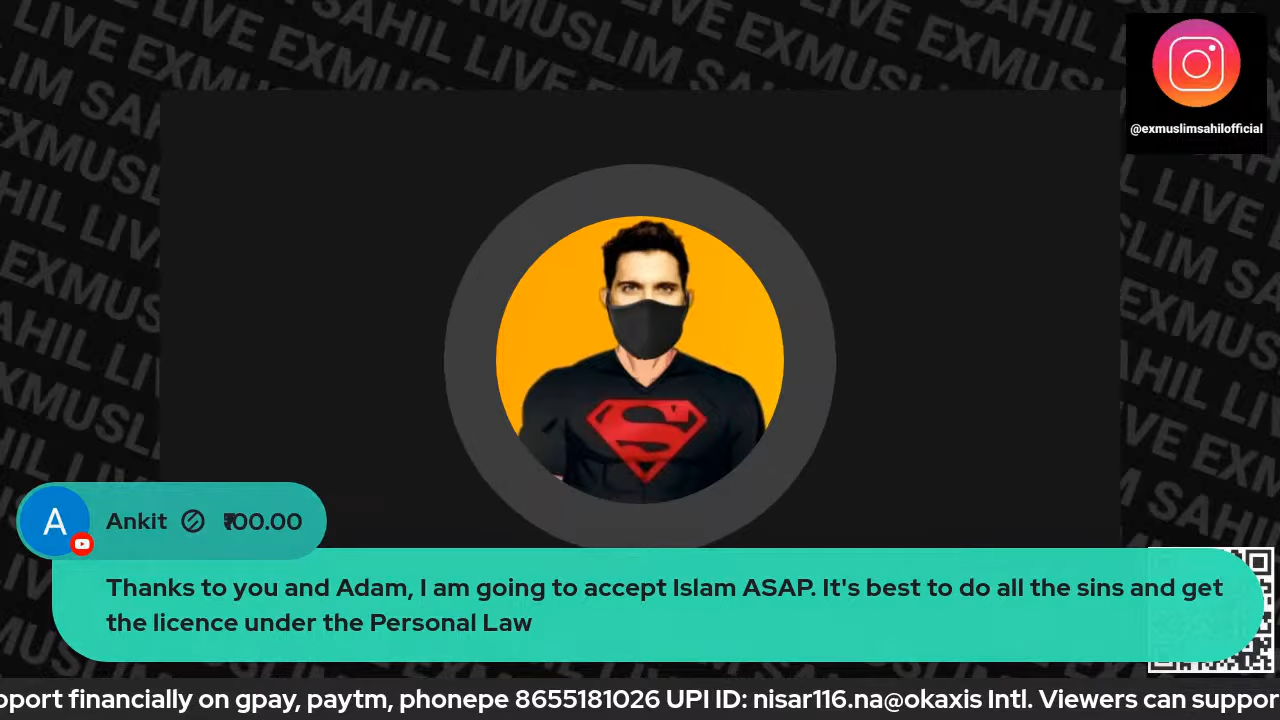 @exmuslimsahilofficial
Ankit
Thanks to you and Adam, I am going to accept Islam ASAP. It's best to do all the sins and get
the licence under the Personal Law
pport financially on gpay, paytm, phonepe 8655181026 UPI ID: nisar116.na@okaxis Intl. Viewers can suppor